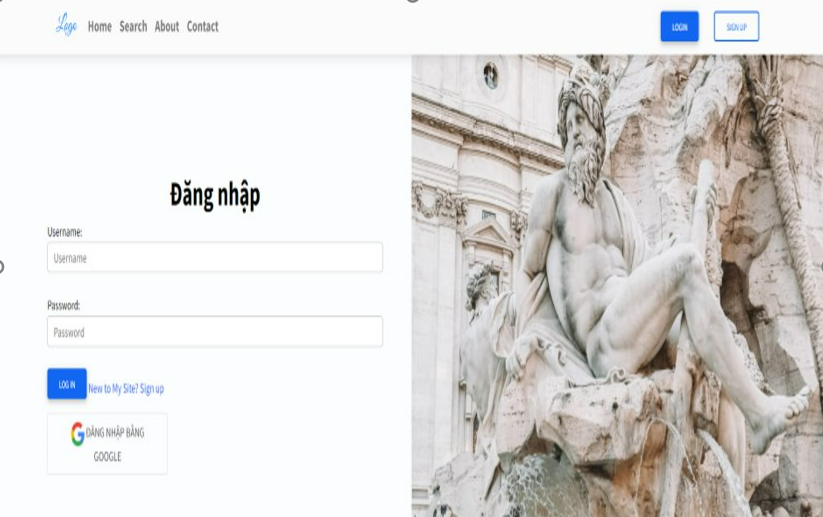 Logo Home Search About Contact LOGIN SIGN UP
Đăng nhập
Username:
Username
Password:
Password
LOG IN New to My Site? Sign up
ĐĂNG NHẬP BẰNG
GOOGLE